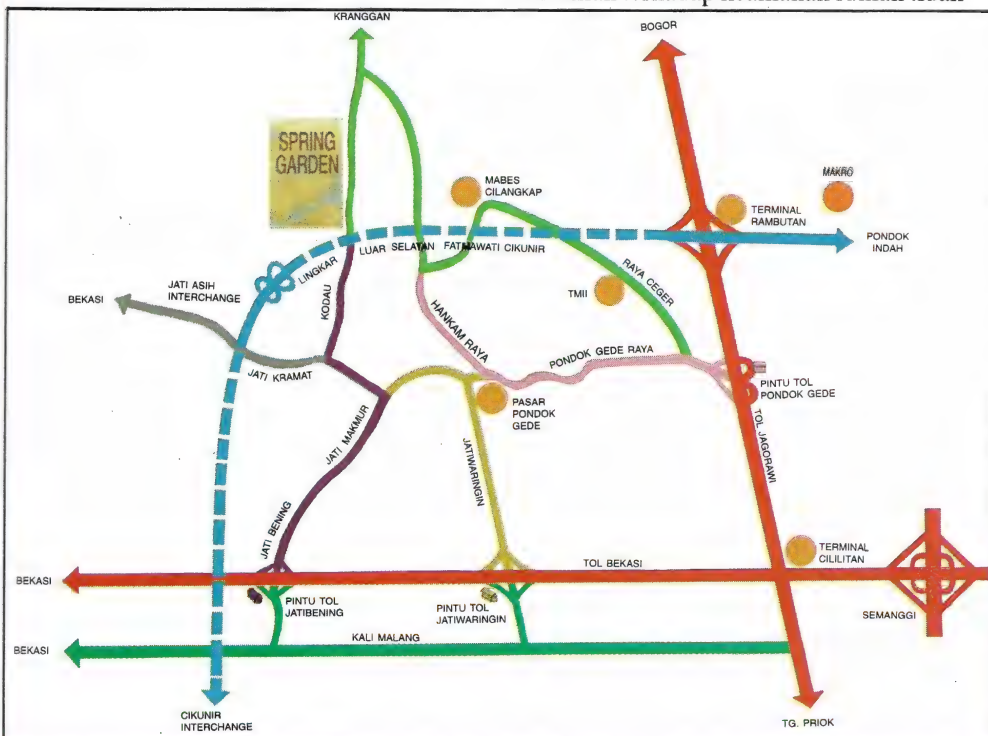 KRANGGAN
BOGOR
SPRING
GARDEN
MABES
CILANGKAP
MAKRO
TERMINAL
RAMBUTAN
PONDOK
INDAH
LINGKAR LUAR SELATAN FATMAWATI CIKUNIR
JATI ASIH
INTERCHANGE
BEKASI
KODAU
HANKAM RAYA
TMII
RAYA CEGER
JATI KRAMAT
PONDOK GEDE RAYA
PINTU TOL
PONDOK GEDE
PASAR
PONDOK
GEDE
JATI MAKMUR
JATIWARINGIN
TOL JAGORAWI
JATI BENING
TERMINAL
CILILITAN
TOL BEKASI
BEKASI
PINTU TOL
JATIBENING
PINTU TOL
JATIWARINGIN
SEMANGGI
KALI MALANG
BEKASI
CIKUNIR
INTERCHANGE
TG. PRIOK